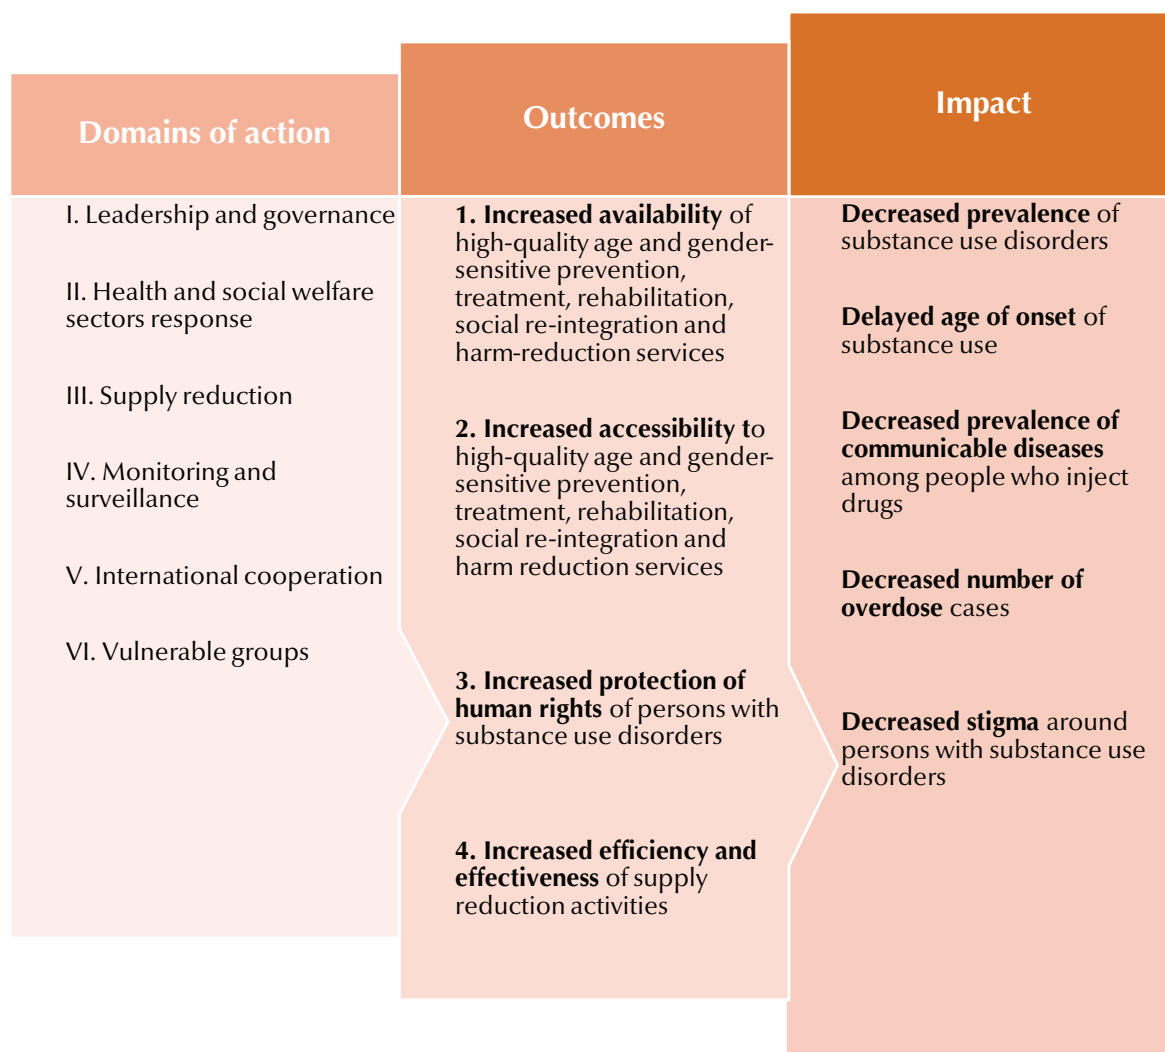 Domains of action
I. Leadership and governance
II. Health and social welfare
sectors response
III. Supply reduction
IV. Monitoring and
surveillance
V. International cooperation
VI. Vulnerable groups
Outcomes
1. Increased availability of
high-quality age and gender-
sensitive prevention,
treatment, rehabilitation,
social re-integration and
harm-reduction services
2. Increased accessibility to
high-quality age and gender-
sensitive prevention,
treatment, rehabilitation,
social re-integration and
harm reduction services
3. Increased protection of
human rights of persons with
substance use disorders
4. Increased efficiency and
effectiveness of supply
reduction activities
Impact
Decreased prevalence of
substance use disorders
Delayed age of onset of
substance use
Decreased prevalence of
communicable diseases
among people who inject
drugs
Decreased number of
overdose cases
Decreased stigma around
persons with substance use
disorders